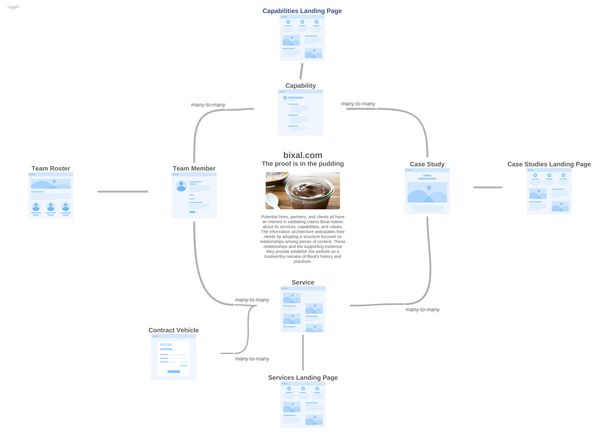 coggle
Capabilities Landing Page
Capability
many-to-many
many-to-many
bixal.com
The proof is in the pudding
Team Roster
Team Member
Case Study
Case Studies Landing Page
Potential hires, partners, and clients all have
an interest in validating claims Bixal makes
about its services, capabilities, and values.
The information architecture anticipates their
needs by adopting a structure focused on
relationships among pieces of content. These
relationships and the supporting evidence
they provide establish the website as a
trustworthy narrator of Bixal's history and
practices.
Service
many-to-many
many-to-many
Contract Vehicle
many-to-many
Services Landing Page